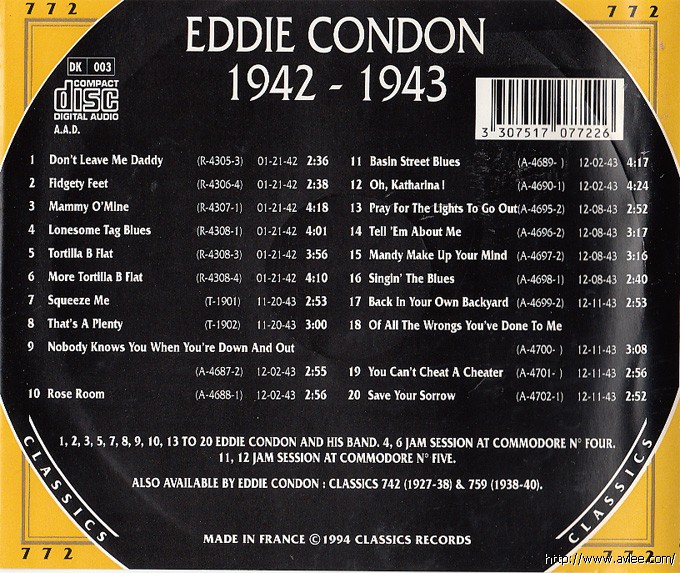 7 7 2
7 7 2
EDDIE CONDON
1942 - 1943
DK 003
COMPACT
disc
DIGITAL AUDIO
A.A.D.
3 307517 077226
1 Don't Leave Me Daddy (R-4305-3) 01-21-42 2:36
2 Fidgety Feet (R-4306-4) 01-21-42 2:38
3 Mammy O'Mine (R-4307-1) 01-21-42 4:18
4 Lonesome Tag Blues (R-4308-1) 01-21-42 4:01
5 Tortilla B Flat (R-4308-3) 01-21-42 3:56
6 More Tortilla B Flat (R-4308-4) 01-21-42 4:10
7 Squeeze Me (T-1901) 11-20-43 2:53
8 That's A Plenty (T-1902) 11-20-43 3:00
9 Nobody Knows You When You're Down And Out
(A-4687-2) 12-02-43 2:55
10 Rose Room (A-4688-1) 12-02-43 2:56
11 Basin Street Blues (A-4689- ) 12-02-43 4:17
12 Oh, Katharina! (A-4690-1) 12-02-43 4:24
13 Pray For The Lights To Go Out (A-4695-2) 12-08-43 2:52
14 Tell 'Em About Me (A-4696-2) 12-08-43 3:17
15 Mandy Make Up Your Mind (A-4697-2) 12-08-43 3:16
16 Singin' The Blues (A-4698-1) 12-08-43 2:40
17 Back In Your Own Backyard (A-4699-2) 12-11-43 2:53
18 Of All The Wrongs You've Done To Me
(A-4700- ) 12-11-43 3:08
19 You Can't Cheat A Cheater (A-4701- ) 12-11-43 2:56
20 Save Your Sorrow (A-4702-1) 12-11-43 2:52
1, 2, 3, 5, 7, 8, 9, 10, 13 TO 20 EDDIE CONDON AND HIS BAND. 4, 6 JAM SESSION AT COMMODORE N° FOUR.
11, 12 JAM SESSION AT COMMODORE N° FIVE.
ALSO AVAILABLE BY EDDIE CONDON : CLASSICS 742 (1927-38) & 759 (1938-40).
CLASSICS
CLASSICS
MADE IN FRANCE © 1994 CLASSICS RECORDS
7 7 2
7 7 2
http://www.avlee.com/